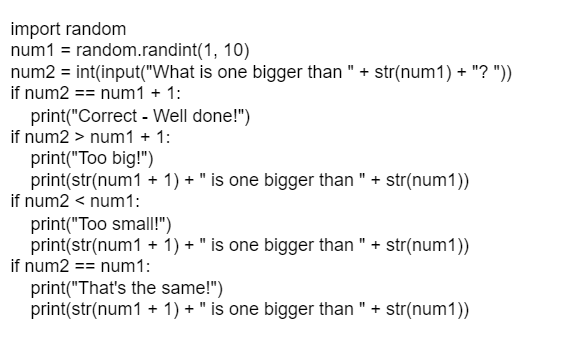 import random
num1 = random.randint(1, 10)
num2 = int(input("What is one bigger than " + str(num1) + "? "))
if num2 == num1 + 1:
    print("Correct - Well done!")
if num2 > num1 + 1:
    print("Too big!")
    print(str(num1 + 1) + " is one bigger than " + str(num1))
if num2 < num1:
    print("Too small!")
    print(str(num1 + 1) + " is one bigger than " + str(num1))
if num2 == num1:
    print("That's the same!")
    print(str(num1 + 1) + " is one bigger than " + str(num1))